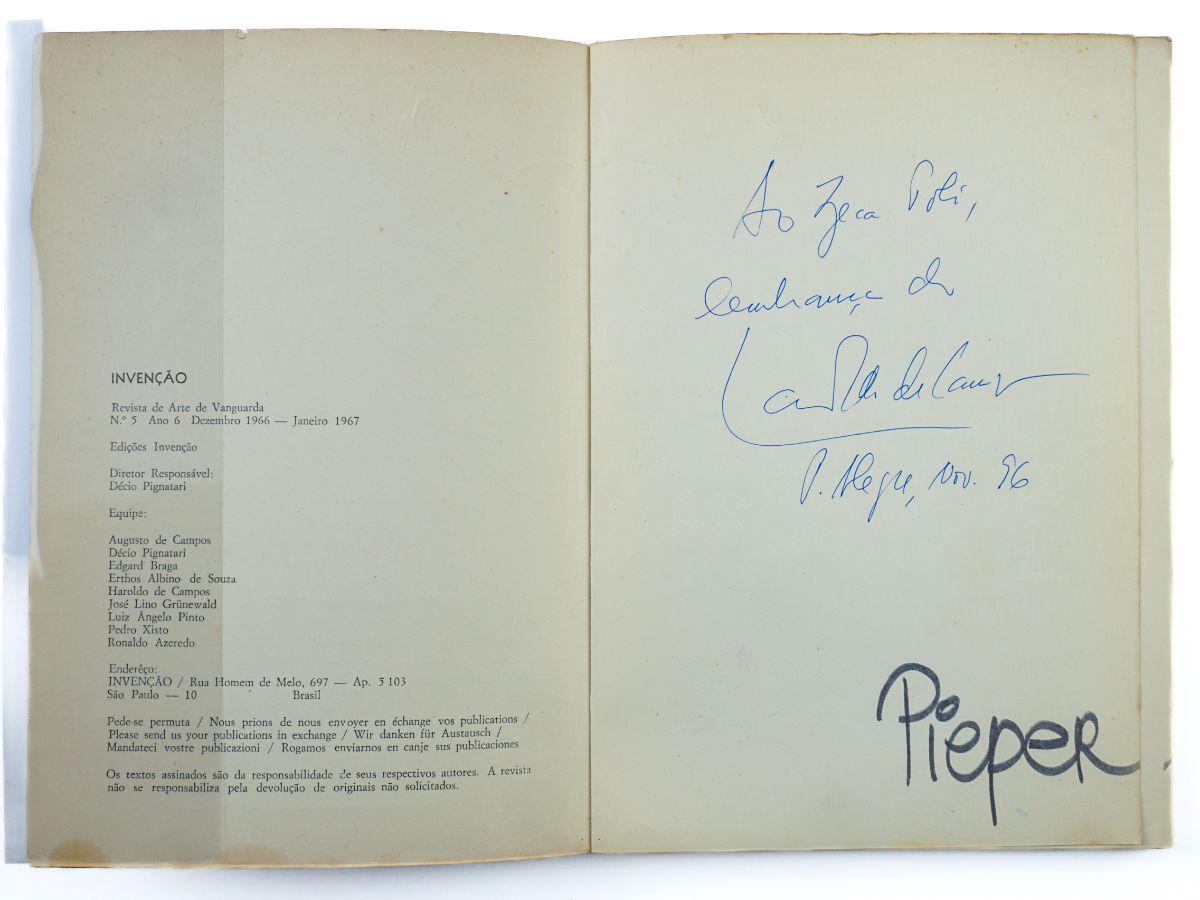 INVENÇÃO
Revista de Arte de Vanguarda
N.º 5 Ano 6 Dezembro 1966 — Janeiro 1967
Edições Invenção
Diretor Responsável:
Décio Pignatari
Equipe:
Augusto de Campos
Décio Pignatari
Edgard Braga
Erthos Albino de Souza
Haroldo de Campos
José Lino Grünewald
Luiz Ângelo Pinto
Pedro Xisto
Ronaldo Azeredo
Enderêço:
INVENÇÃO / Rua Homem de Melo, 697 — Ap. 5 103
São Paulo — 10 Brasil
Pede-se permuta / Nous prions de nous envoyer en échange vos publications /
Please send us your publications in exchange / Wir danken für Austausch /
Mandateci vostre publicazioni / Rogamos enviarnos en canje sus publicaciones
Os textos assinados são da responsabilidade de seus respectivos autores. A revista
não se responsabiliza pela devolução de originais não solicitados.
Ao Zeca Poli,
lembrança do
Haroldo de Campos
P. Alegre, Nov. 96
Pieper